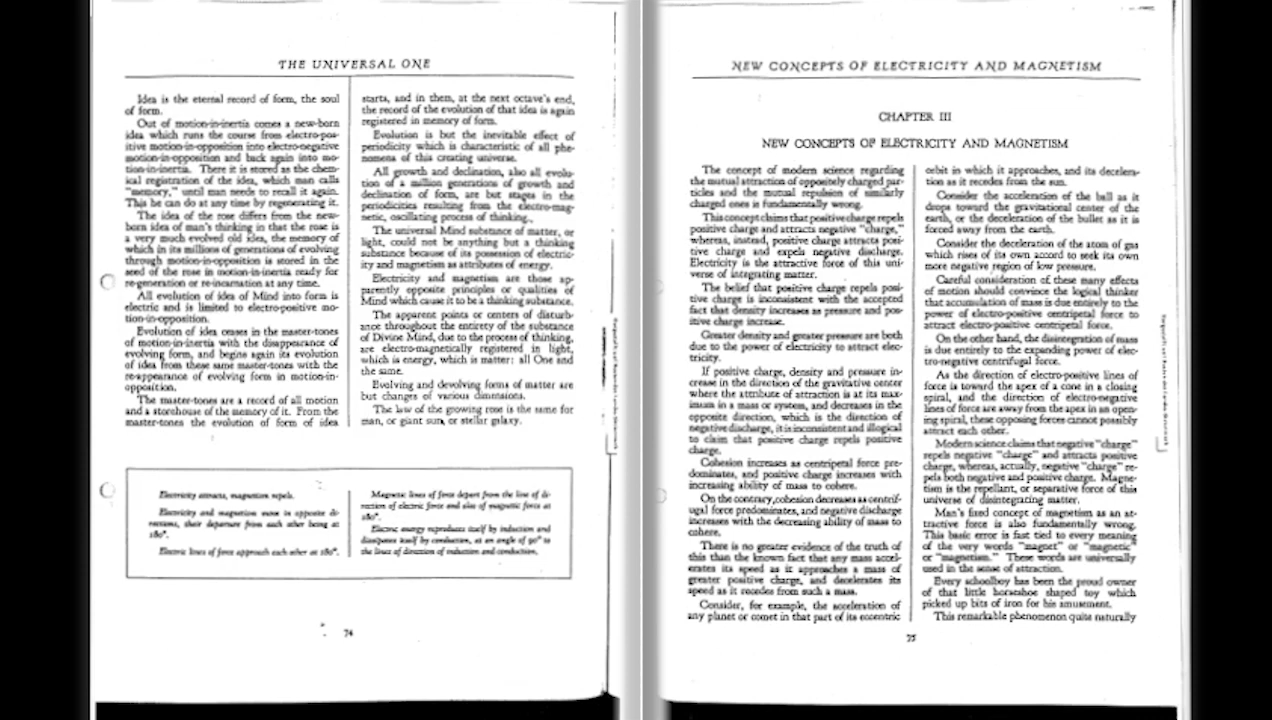 THE UNIVERSAL ONE
Idea is the eternal record of form, the soul
of form.
Out of motion-in-inertia comes a new-born
idea which runs the course from electro-pos-
itive motion-in-opposition into electro-negative
motion-in-opposition and back again into mo-
tion-in-inertia. There it is stored as the chem-
ical registration of the idea, which man calls
"memory," until man needs to recall it again.
This he can do at any time by regenerating it.
The idea of the rose differs from the new-
born idea of man's thinking in that the rose is
a very much evolved old idea, the memory of
which in its millions of generations of evolving
through motion-in-opposition is stored in the
seed of the rose in motion-in-inertia ready for
re-generation or re-incarnation at any time.
All evolution of idea of Mind into form is
electric and is limited to electro-positive mo-
tion-in-opposition.
Evolution of idea ceases in the master-tones
of motion-in-inertia with the disappearance of
evolving form, and begins again its evolution
of idea from these same master-tones with the
re-appearance of evolving form in motion-in-
opposition.
The master-tones are a record of all motion
and a storehouse of the memory of it. From the
master-tones the evolution of form of idea
starts, and in them, at the next octave's end,
the record of the evolution of that idea is again
registered in memory of form.
Evolution is but the inevitable effect of
periodicity which is characteristic of all phe-
nomena of this creating universe.
All growth and declination, also all evolu-
tion of a million generations of growth and
declination of form, are but stages in the
periodicities resulting from the electro-mag-
netic, oscillating process of thinking.
The universal Mind substance of matter, or
light, could not be anything but a thinking
substance because of its possession of electric-
ity and magnetism as attributes of energy.
Electricity and magnetism are those ap-
parently opposite principles or qualities of
Mind which cause it to be a thinking substance.
The apparent points or centers of disturb-
ance throughout the entirety of the substance
of Divine Mind, due to the process of thinking,
are electro-magnetically registered in light,
which is energy, which is matter: all One and
the same.
Evolving and devolving forms of matter are
but changes of various dimensions.
The law of the growing rose is the same for
man, or giant sun, or stellar galaxy.
Electricity attracts, magnetism repels.
Electricity and magnetism move in opposite di-
rections, their departure from each other being at
180°.
Electric lines of force approach each other at 180°.
Magnetic lines of force depart from the line of di-
rection of electric force and also of magnetic force at
180°.
Electric energy reproduces itself by induction and
dissipates itself by conduction, at an angle of 90° to
the lines of direction of induction and conduction.
74
NEW CONCEPTS OF ELECTRICITY AND MAGNETISM
CHAPTER III
NEW CONCEPTS OF ELECTRICITY AND MAGNETISM
The concept of modern science regarding
the mutual attraction of oppositely charged par-
ticles and the mutual repulsion of similarly
charged ones is fundamentally wrong.
This concept claims that positive charge repels
positive charge and attracts negative "charge,"
whereas, instead, positive charge attracts posi-
tive charge and expels negative discharge.
Electricity is the attractive force of this uni-
verse of integrating matter.
The belief that positive charge repels posi-
tive charge is inconsistent with the accepted
fact that density increases as pressure and pos-
itive charge increase.
Greater density and greater pressure are both
due to the power of electricity to attract elec-
tricity.
If positive charge, density and pressure in-
crease in the direction of the gravitative center
where the attribute of attraction is at its max-
imum in a mass or system, and decreases in the
opposite direction, which is the direction of
negative discharge, it is inconsistent and illogical
to claim that positive charge repels positive
charge.
Cohesion increases as centripetal force pre-
dominates, and positive charge increases with
increasing ability of mass to cohere.
On the contrary, cohesion decreases as centrif-
ugal force predominates, and negative discharge
increases with the decreasing ability of mass to
cohere.
There is no greater evidence of the truth of
this than the known fact that any mass accel-
erates its speed as it approaches a mass of
greater positive charge, and decelerates its
speed as it recedes from such a mass.
Consider, for example, the acceleration of
any planet or comet in that part of its eccentric
orbit in which it approaches, and its decelera-
tion as it recedes from the sun.
Consider the acceleration of the ball as it
drops toward the gravitational center of the
earth, or the deceleration of the bullet as it is
forced away from the earth.
Consider the deceleration of the atom of gas
which rises of its own accord to seek its own
more negative region of low pressure.
Careful consideration of these many effects
of motion should convince the logical thinker
that accumulation of mass is due entirely to the
power of electro-positive centripetal force to
attract electro-positive centripetal force.
On the other hand, the disintegration of mass
is due entirely to the expanding power of elec-
tro-negative centrifugal force.
As the direction of electro-positive lines of
force is toward the apex of a cone in a closing
spiral, and the direction of electro-negative
lines of force are away from the apex in an open-
ing spiral, these opposing forces cannot possibly
attract each other.
Modern science claims that negative "charge"
repels negative "charge" and attracts positive
charge, whereas, actually, negative "charge" re-
pels both negative and positive charge. Magne-
tism is the repellant, or separative force of this
universe of disintegrating matter.
Man's fixed concept of magnetism as an at-
tractive force is also fundamentally wrong.
This basic error is fast tied to every meaning
of the very words "magnet" or "magnetic"
or "magnetism." These words are universally
used in the sense of attraction.
Every schoolboy has been the proud owner
of that little horseshoe shaped toy which
picked up bits of iron for his amusement.
This remarkable phenomenon quite naturally
75